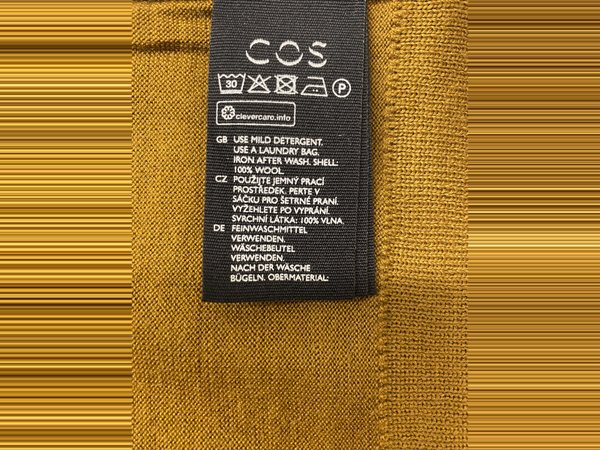 COS
30 P
clevercare.info
GB USE MILD DETERGENT.
USE A LAUNDRY BAG.
IRON AFTER WASH. SHELL:
100% WOOL.
CZ POUŽIJTE JEMNÝ PRACÍ
PROSTŘEDEK. PERTE V
SÁČKU PRO ŠETRNÉ PRANÍ.
VYŽEHLETE PO VYPRÁNÍ.
SVRCHNÍ LÁTKA: 100% VLNA.
DE FEINWASCHMITTEL
VERWENDEN.
WÄSCHEBEUTEL
VERWENDEN.
NACH DER WÄSCHE
BÜGELN. OBERMATERIAL: